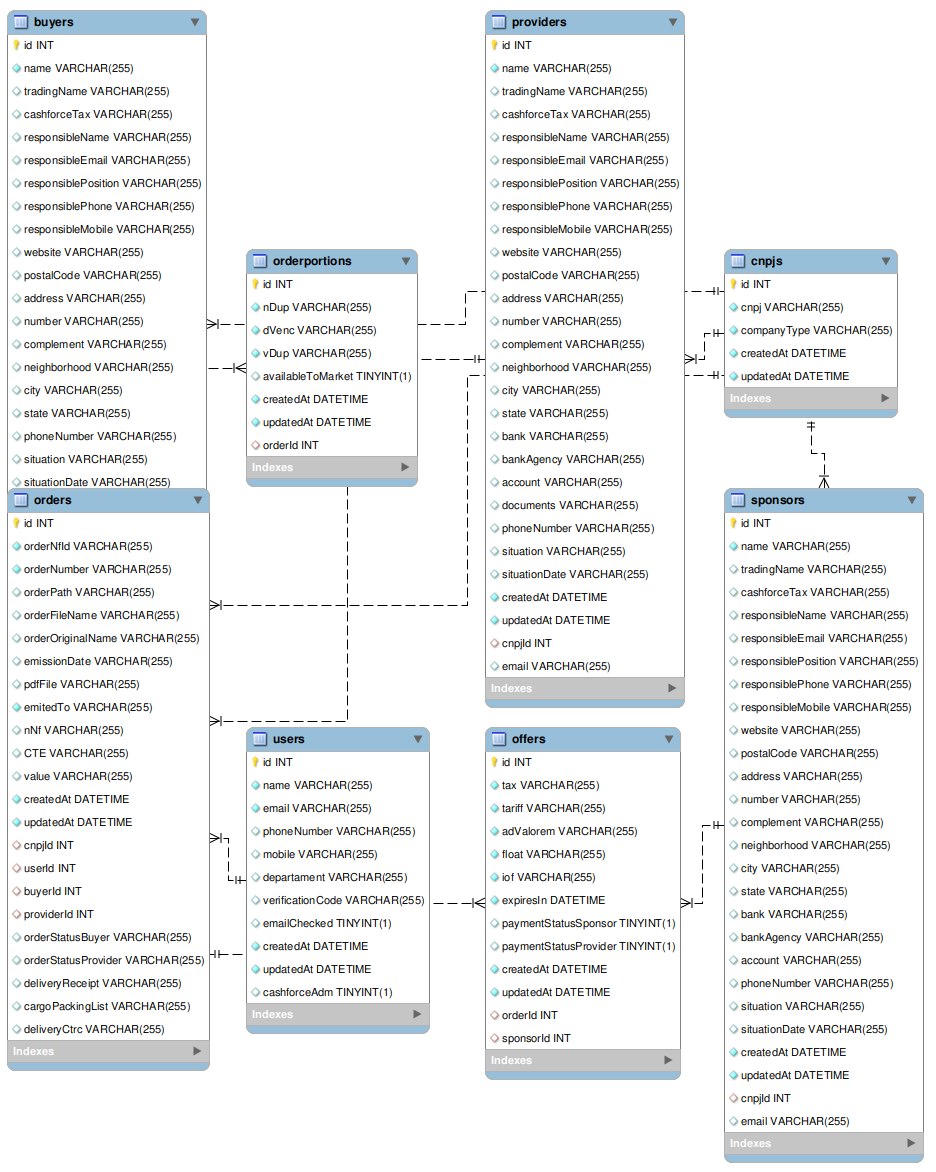 buyers
id INT
name VARCHAR(255)
tradingName VARCHAR(255)
cashforceTax VARCHAR(255)
responsibleName VARCHAR(255)
responsibleEmail VARCHAR(255)
responsiblePosition VARCHAR(255)
responsiblePhone VARCHAR(255)
responsibleMobile VARCHAR(255)
website VARCHAR(255)
postalCode VARCHAR(255)
address VARCHAR(255)
number VARCHAR(255)
complement VARCHAR(255)
neighborhood VARCHAR(255)
city VARCHAR(255)
state VARCHAR(255)
phoneNumber VARCHAR(255)
situation VARCHAR(255)
situationDate VARCHAR(255)
orders
id INT
orderNfId VARCHAR(255)
orderNumber VARCHAR(255)
orderPath VARCHAR(255)
orderFileName VARCHAR(255)
orderOriginalName VARCHAR(255)
emissionDate VARCHAR(255)
pdfFile VARCHAR(255)
emitedTo VARCHAR(255)
nNf VARCHAR(255)
CTE VARCHAR(255)
value VARCHAR(255)
createdAt DATETIME
updatedAt DATETIME
cnpjId INT
userId INT
buyerId INT
providerId INT
orderStatusBuyer VARCHAR(255)
orderStatusProvider VARCHAR(255)
deliveryReceipt VARCHAR(255)
cargoPackingList VARCHAR(255)
deliveryCtrc VARCHAR(255)
Indexes
orderportions
id INT
nDup VARCHAR(255)
dVenc VARCHAR(255)
vDup VARCHAR(255)
availableToMarket TINYINT(1)
createdAt DATETIME
updatedAt DATETIME
orderId INT
Indexes
users
id INT
name VARCHAR(255)
email VARCHAR(255)
phoneNumber VARCHAR(255)
mobile VARCHAR(255)
departament VARCHAR(255)
verificationCode VARCHAR(255)
emailChecked TINYINT(1)
createdAt DATETIME
updatedAt DATETIME
cashforceAdm TINYINT(1)
Indexes
providers
id INT
name VARCHAR(255)
tradingName VARCHAR(255)
cashforceTax VARCHAR(255)
responsibleName VARCHAR(255)
responsibleEmail VARCHAR(255)
responsiblePosition VARCHAR(255)
responsiblePhone VARCHAR(255)
responsibleMobile VARCHAR(255)
website VARCHAR(255)
postalCode VARCHAR(255)
address VARCHAR(255)
number VARCHAR(255)
complement VARCHAR(255)
neighborhood VARCHAR(255)
city VARCHAR(255)
state VARCHAR(255)
bank VARCHAR(255)
bankAgency VARCHAR(255)
account VARCHAR(255)
documents VARCHAR(255)
phoneNumber VARCHAR(255)
situation VARCHAR(255)
situationDate VARCHAR(255)
createdAt DATETIME
updatedAt DATETIME
cnpjId INT
email VARCHAR(255)
Indexes
offers
id INT
tax VARCHAR(255)
tariff VARCHAR(255)
adValorem VARCHAR(255)
float VARCHAR(255)
iof VARCHAR(255)
expiresIn DATETIME
paymentStatusSponsor TINYINT(1)
paymentStatusProvider TINYINT(1)
createdAt DATETIME
updatedAt DATETIME
orderId INT
sponsorId INT
Indexes
cnpjs
id INT
cnpj VARCHAR(255)
companyType VARCHAR(255)
createdAt DATETIME
updatedAt DATETIME
Indexes
sponsors
id INT
name VARCHAR(255)
tradingName VARCHAR(255)
cashforceTax VARCHAR(255)
responsibleName VARCHAR(255)
responsibleEmail VARCHAR(255)
responsiblePosition VARCHAR(255)
responsiblePhone VARCHAR(255)
responsibleMobile VARCHAR(255)
website VARCHAR(255)
postalCode VARCHAR(255)
address VARCHAR(255)
number VARCHAR(255)
complement VARCHAR(255)
neighborhood VARCHAR(255)
city VARCHAR(255)
state VARCHAR(255)
bank VARCHAR(255)
bankAgency VARCHAR(255)
account VARCHAR(255)
phoneNumber VARCHAR(255)
situation VARCHAR(255)
situationDate VARCHAR(255)
createdAt DATETIME
updatedAt DATETIME
cnpjId INT
email VARCHAR(255)
Indexes